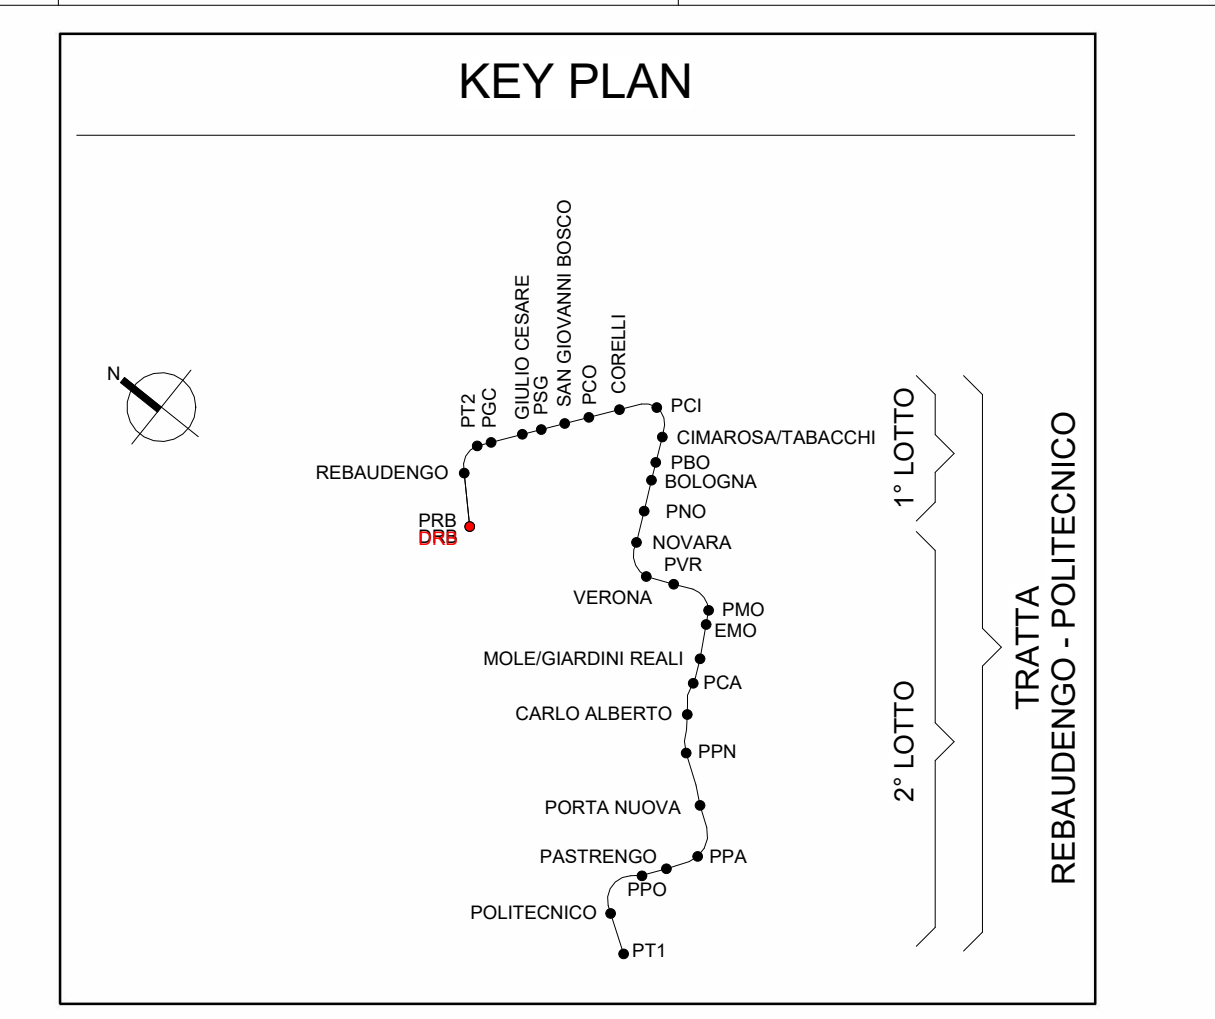 KEY PLAN
N
PT2
PGC
GIULIO CESARE
PSG
SAN GIOVANNI BOSCO
PCO
CORELLI
PCI
CIMAROSA/TABACCHI
PBO
REBAUDENGO
BOLOGNA
PNO
PRB
DRB
NOVARA
PVR
VERONA
PMO
EMO
MOLE/GIARDINI REALI
PCA
CARLO ALBERTO
PPN
PORTA NUOVA
PASTRENGO
PPA
PPO
POLITECNICO
PT1
1° LOTTO
2° LOTTO
TRATTA
REBAUDENGO - POLITECNICO